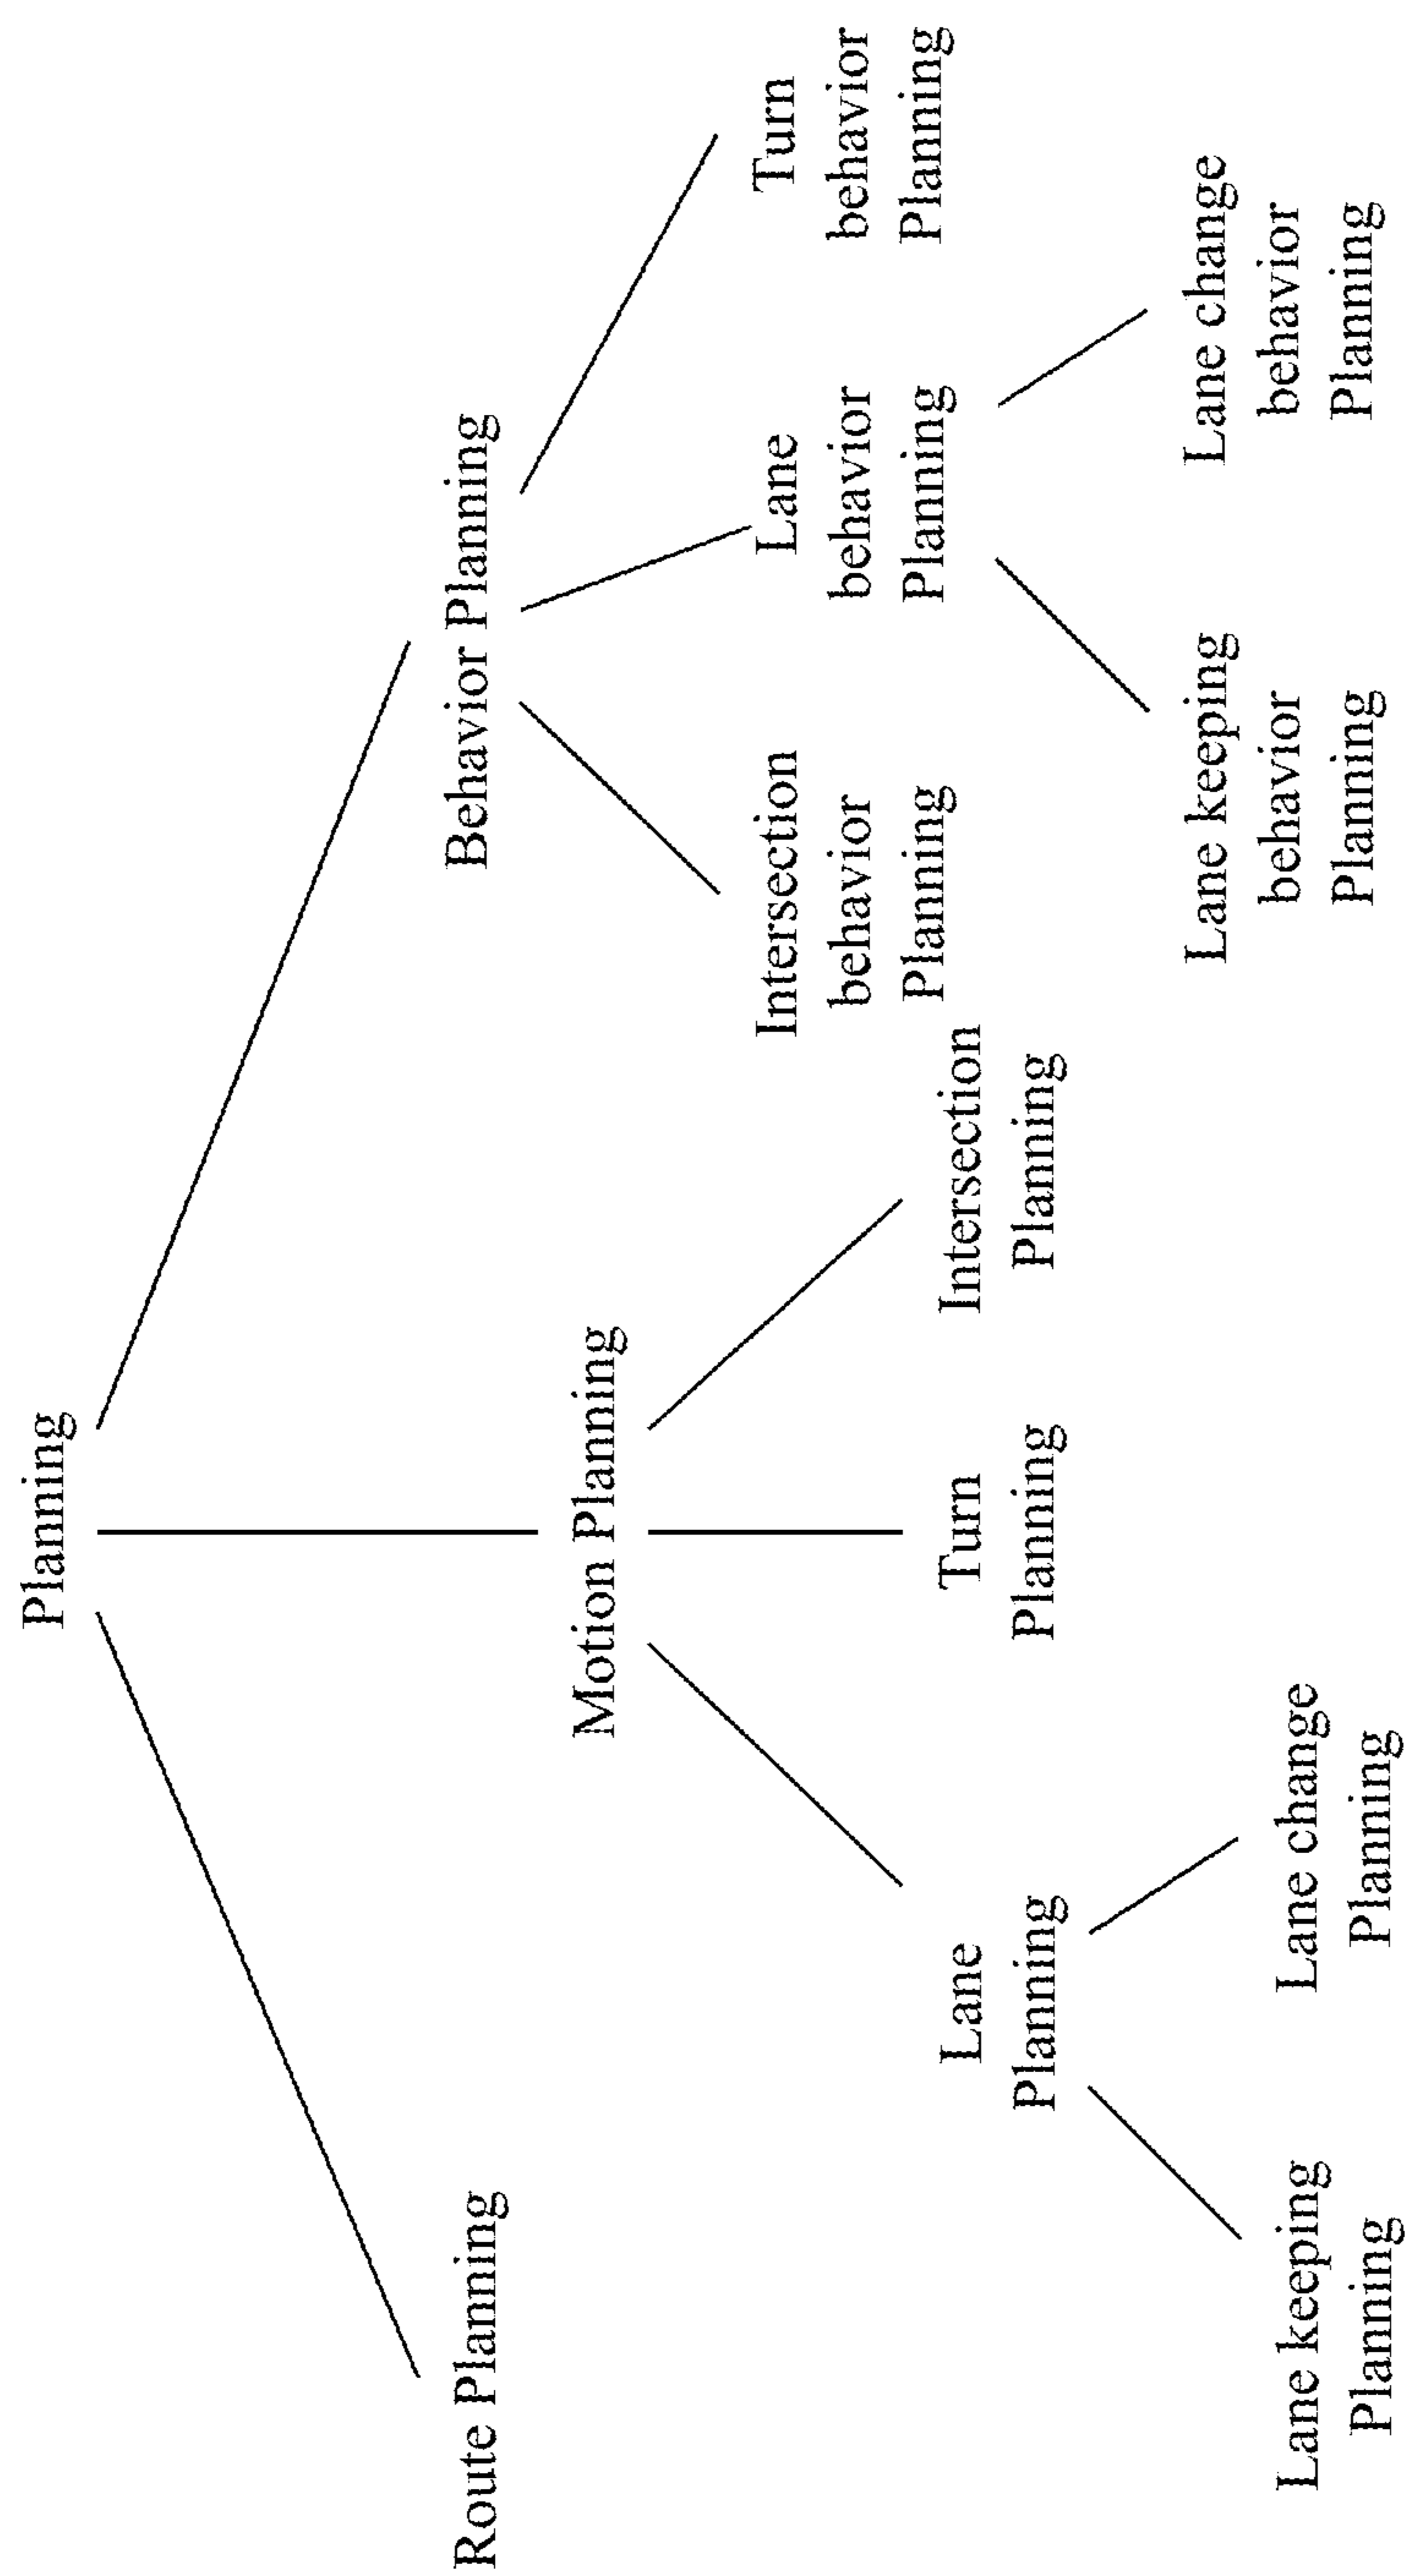 Planning
Route Planning
Motion Planning
Behavior Planning
Lane
Planning
Turn
Planning
Intersection
Planning
Intersection
behavior
Planning
Lane
behavior
Planning
Turn
behavior
Planning
Lane keeping
Planning
Lane change
Planning
Lane keeping
behavior
Planning
Lane change
behavior
Planning